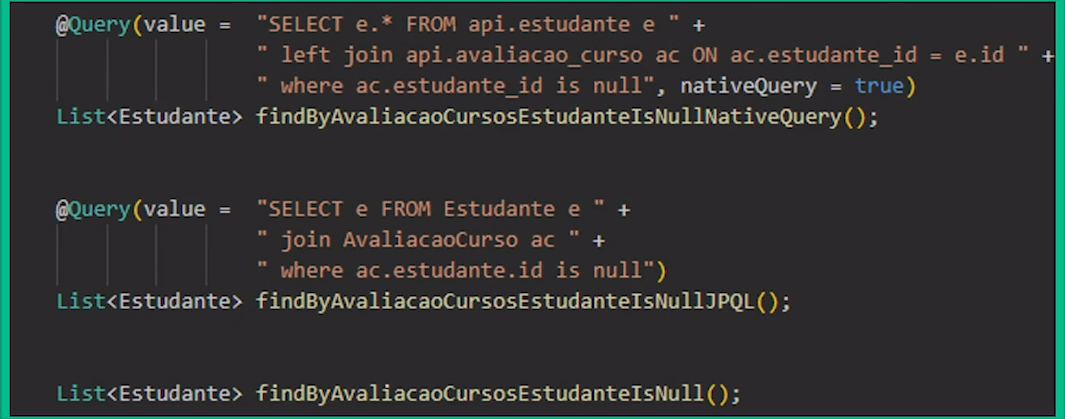 @Query(value =  "SELECT e.* FROM api.estudante e " +
" left join api.avaliacao_curso ac ON ac.estudante_id = e.id " +
" where ac.estudante_id is null", nativeQuery = true)
List<Estudante> findByAvaliacaoCursosEstudanteIsNullNativeQuery();
@Query(value =  "SELECT e FROM Estudante e " +
" join AvaliacaoCurso ac " +
" where ac.estudante.id is null")
List<Estudante> findByAvaliacaoCursosEstudanteIsNullJPQL();
List<Estudante> findByAvaliacaoCursosEstudanteIsNull();